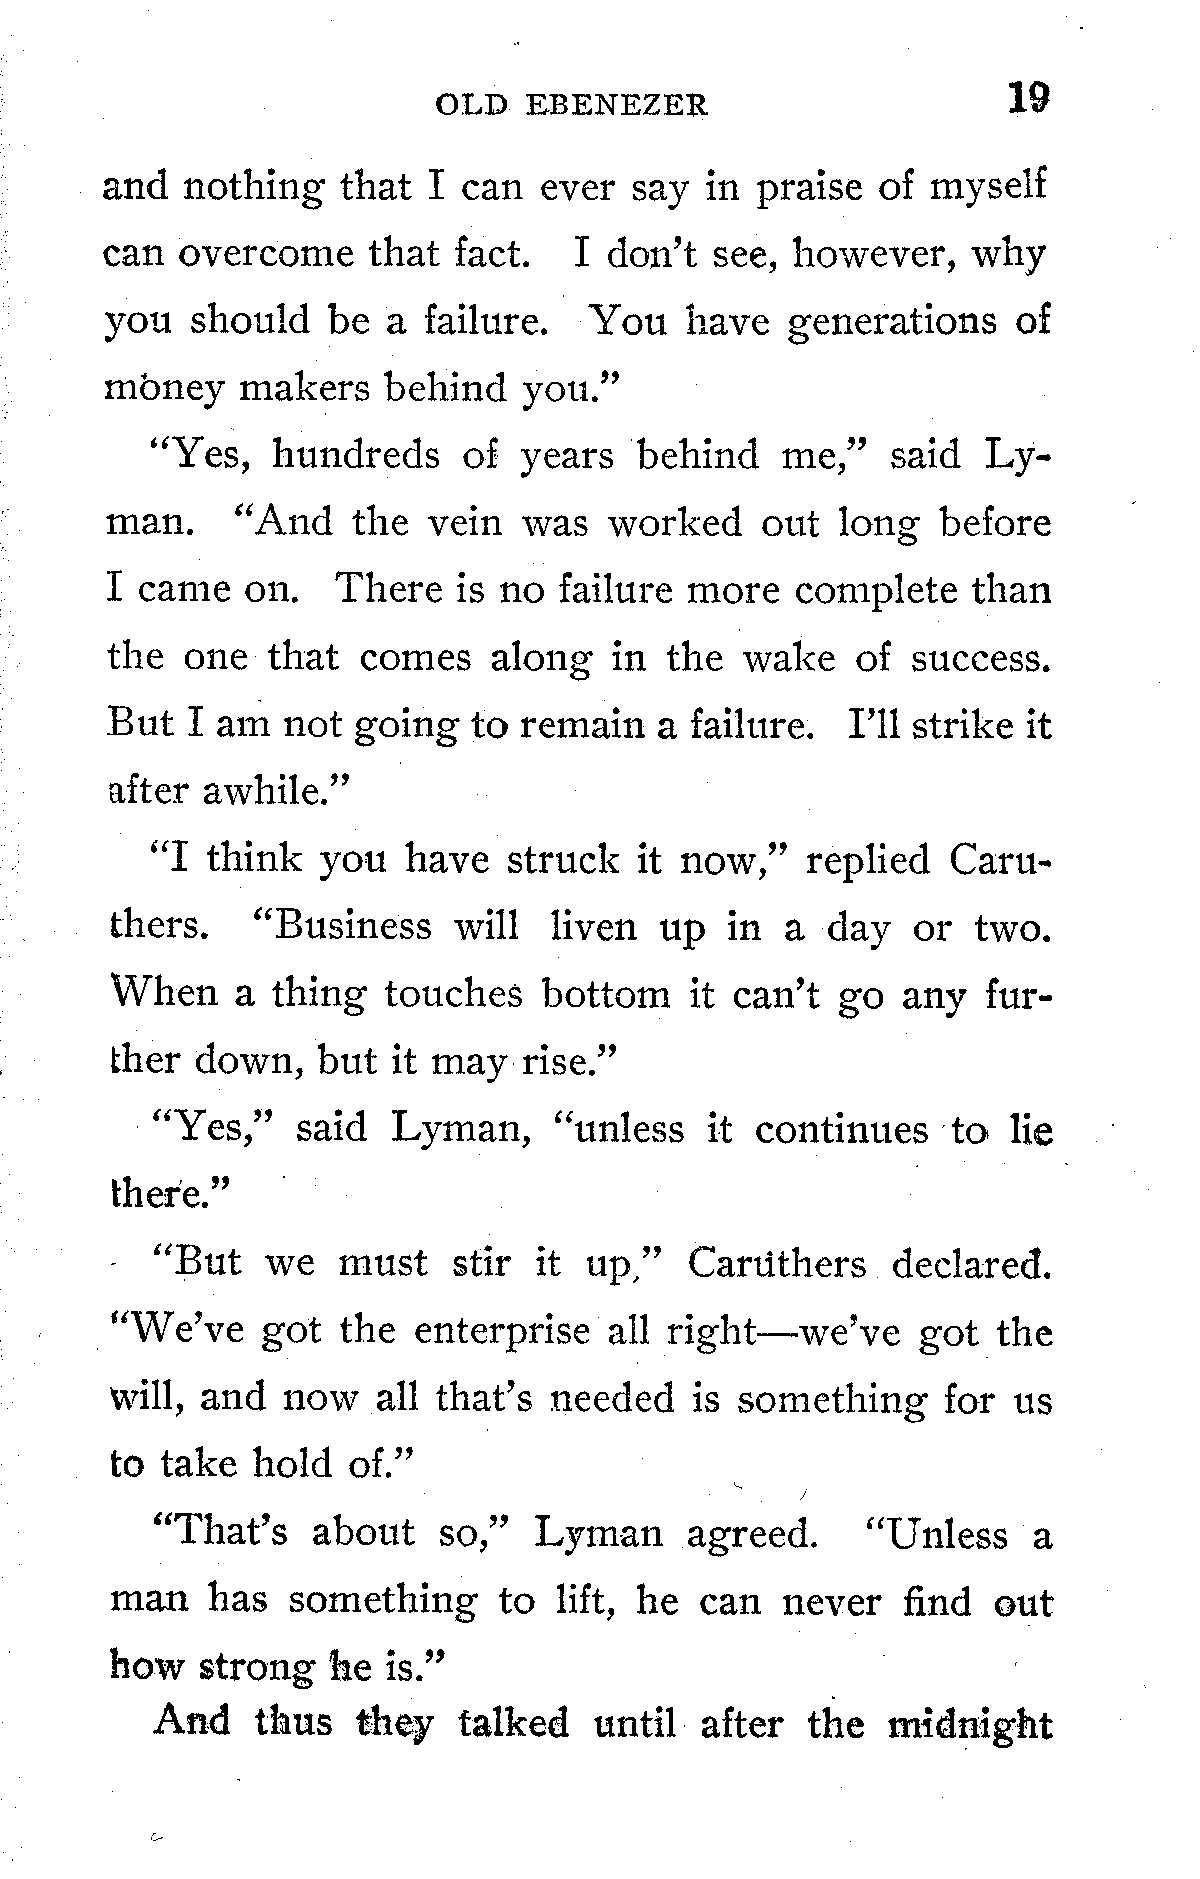 OLD EBENEZER 19
and nothing that I can ever say in praise of myself
can overcome that fact. I don't see, however, why
you should be a failure. You have generations of
money makers behind you."
"Yes, hundreds of years behind me," said Ly-
man. "And the vein was worked out long before
I came on. There is no failure more complete than
the one that comes along in the wake of success.
But I am not going to remain a failure. I'll strike it
after awhile."
"I think you have struck it now," replied Caru-
thers. "Business will liven up in a day or two.
When a thing touches bottom it can't go any fur-
ther down, but it may rise."
"Yes," said Lyman, "unless it continues to lie
there."
"But we must stir it up," Caruthers declared.
"We've got the enterprise all right—we've got the
will, and now all that's needed is something for us
to take hold of."
"That's about so," Lyman agreed. "Unless a
man has something to lift, he can never find out
how strong he is."
And thus they talked until after the midnight